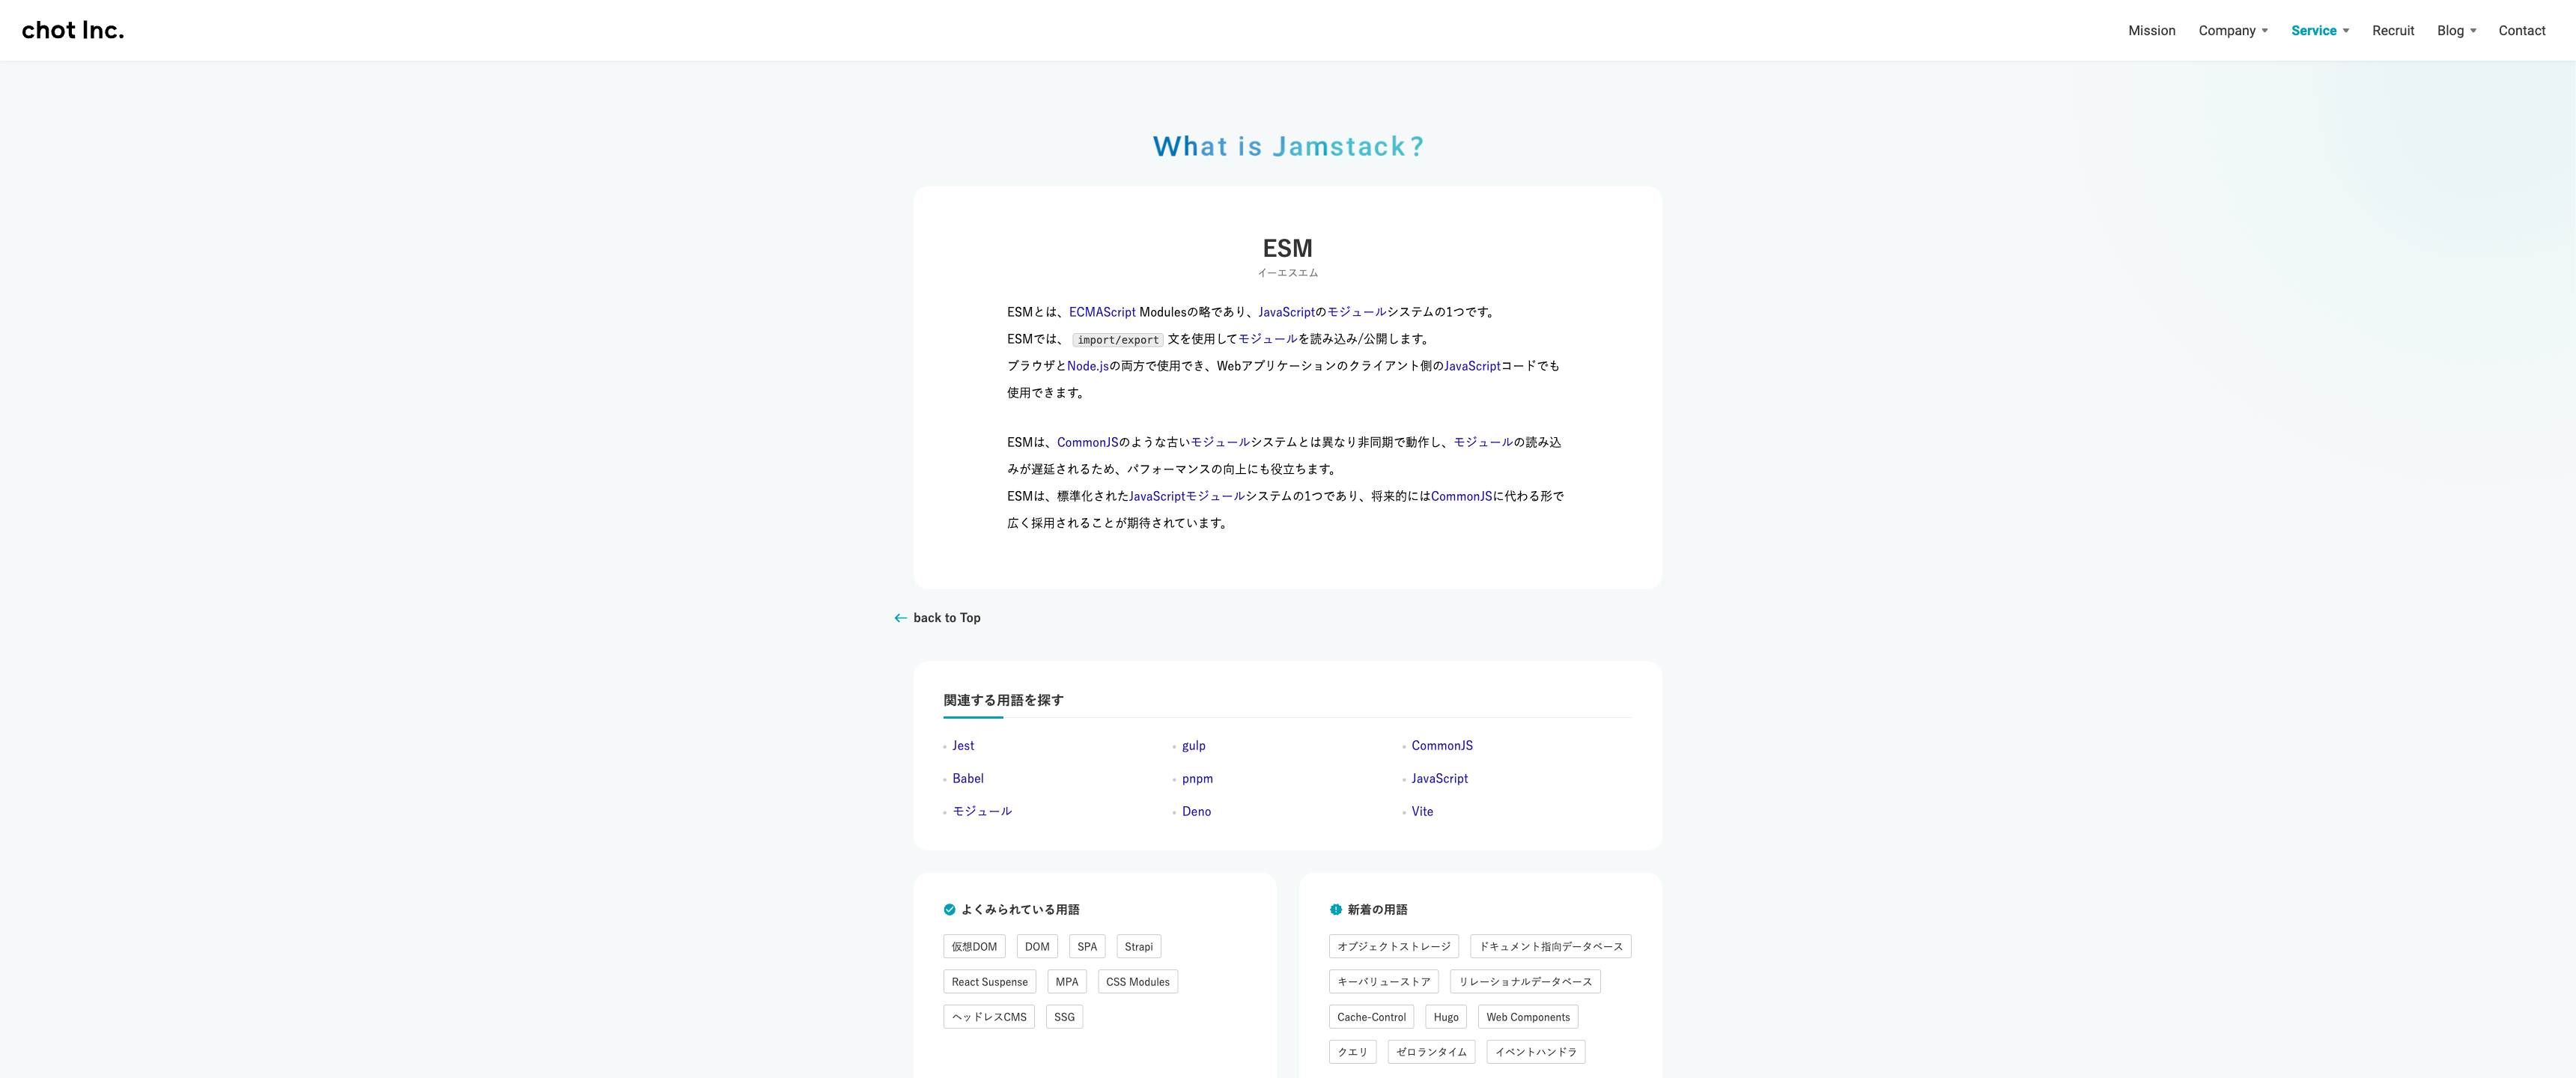 chot Inc.
Mission Company Service Recruit Blog Contact
What is Jamstack?
ESM
イーエスエム
ESMとは、ECMAScript Modulesの略であり、JavaScriptのモジュールシステムの1つです。
ESMでは、 import/export 文を使用してモジュールを読み込み/公開します。
ブラウザとNode.jsの両方で使用でき、Webアプリケーションのクライアント側のJavaScriptコードでも
使用できます。
ESMは、CommonJSのような古いモジュールシステムとは異なり非同期で動作し、モジュールの読み込
みが遅延されるため、パフォーマンスの向上にも役立ちます。
ESMは、標準化されたJavaScriptモジュールシステムの1つであり、将来的にはCommonJSに代わる形で
広く採用されることが期待されています。
back to Top
関連する用語を探す
Jest gulp CommonJS
Babel pnpm JavaScript
モジュール Deno Vite
よくみられている用語
仮想DOM DOM SPA Strapi
React Suspense MPA CSS Modules
ヘッドレスCMS SSG
新着の用語
オブジェクトストレージ ドキュメント指向データベース
キーバリューストア リレーショナルデータベース
Cache-Control Hugo Web Components
クエリ ゼロランタイム イベントハンドラ